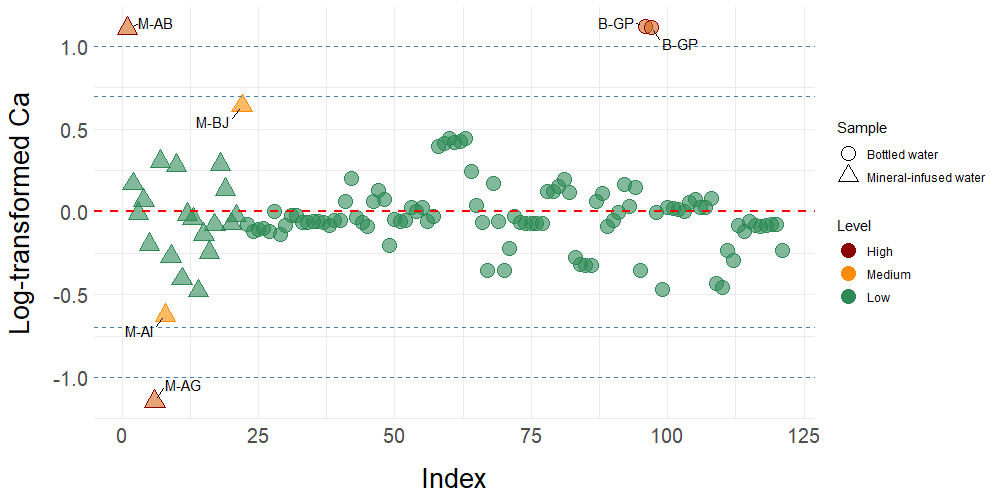 M-AB
B-GP
B-GP
1.0
M-BJ
0.5
0.0
-0.5
M-AI
-1.0
M-AG
Log-transformed Ca
0 25 50 75 100 125
Index
Sample
Bottled water
Mineral-infused water
Level
High
Medium
Low